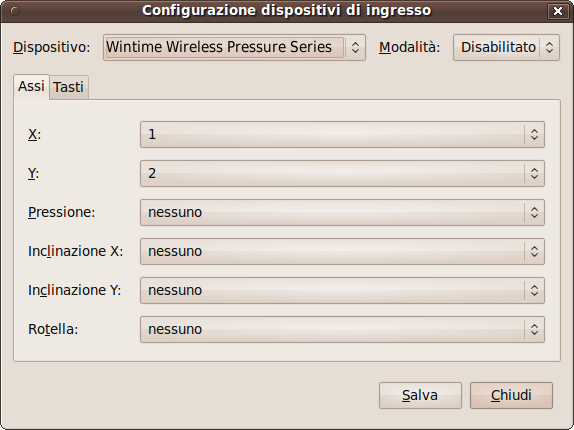 Configurazione dispositivi di ingresso
Dispositivo: Wintime Wireless Pressure Series Modalità: Disabilitato
Assi Tasti
X: 1
Y: 2
Pressione: nessuno
Inclinazione X: nessuno
Inclinazione Y: nessuno
Rotella: nessuno
Salva Chiudi